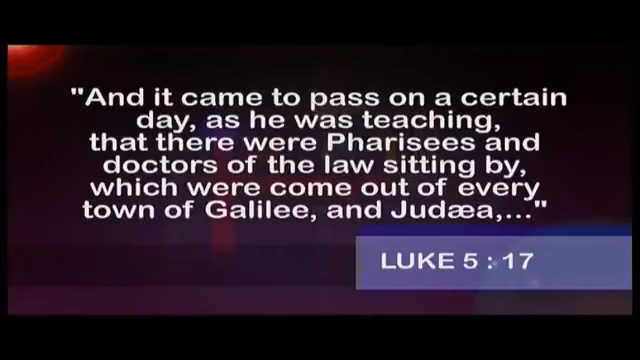 "And it came to pass on a certain
day, as he was teaching,
that there were Pharisees and
doctors of the law sitting by,
which were come out of every
town of Galilee, and Judæa,..."
LUKE 5 : 17